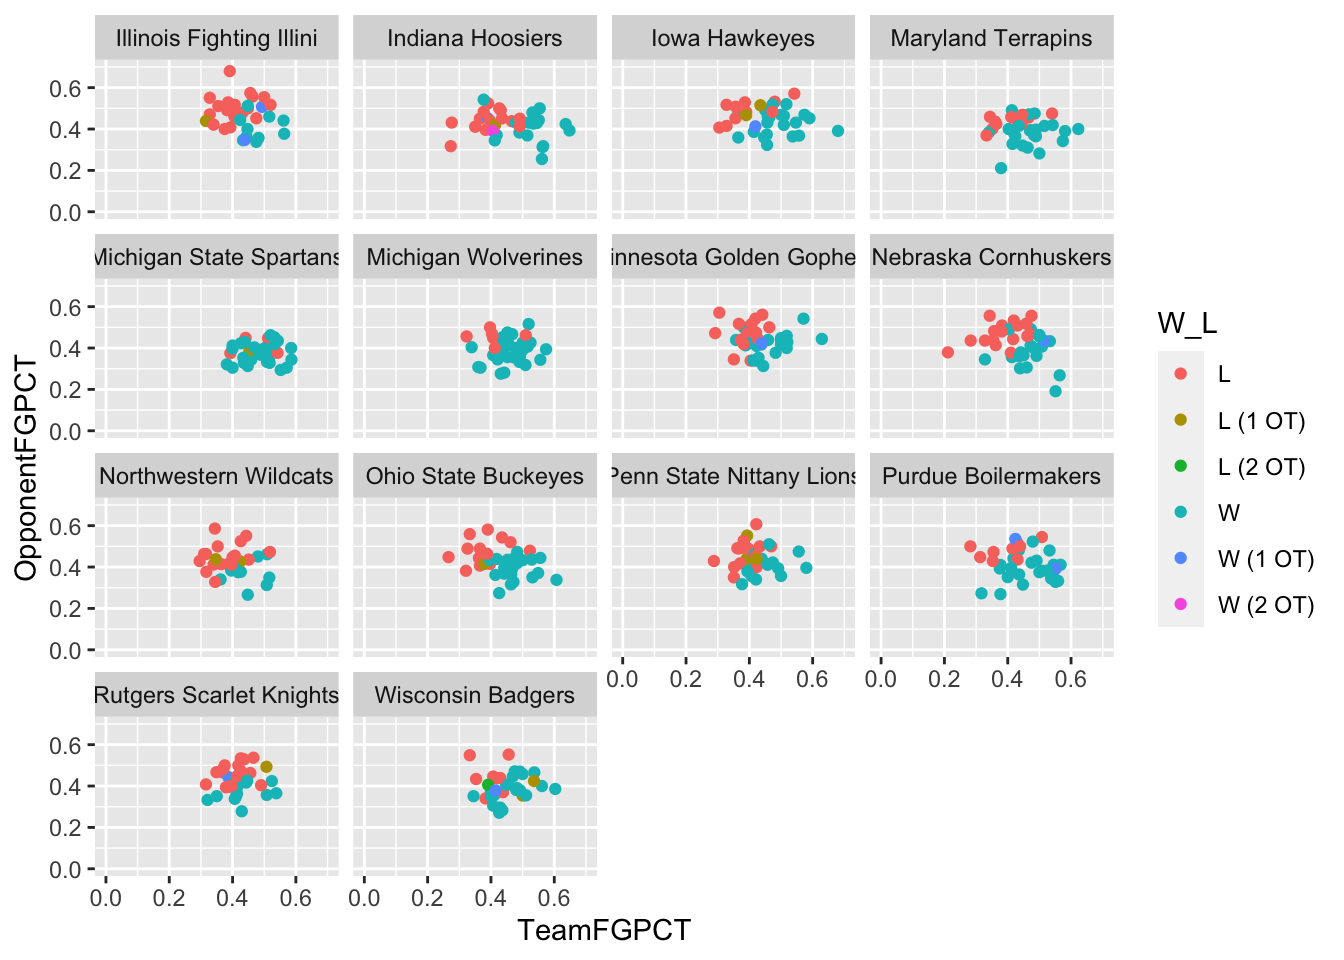 Illinois Fighting Illini
Indiana Hoosiers
Iowa Hawkeyes
Maryland Terrapins
0.6
0.4
0.2
0.0
Michigan State Spartans
Michigan Wolverines
innesota Golden Gophe
Nebraska Cornhuskers
0.6
0.4
0.2
0.0
Northwestern Wildcats
Ohio State Buckeyes
Penn State Nittany Lions
Purdue Boilermakers
0.6
0.4
0.2
0.0
0.0 0.2 0.4 0.6
0.0 0.2 0.4 0.6
Rutgers Scarlet Knights
Wisconsin Badgers
0.6
0.4
0.2
0.0
0.0 0.2 0.4 0.6
0.0 0.2 0.4 0.6
TeamFGPCT
OpponentFGPCT
W_L
L
L (1 OT)
L (2 OT)
W
W (1 OT)
W (2 OT)